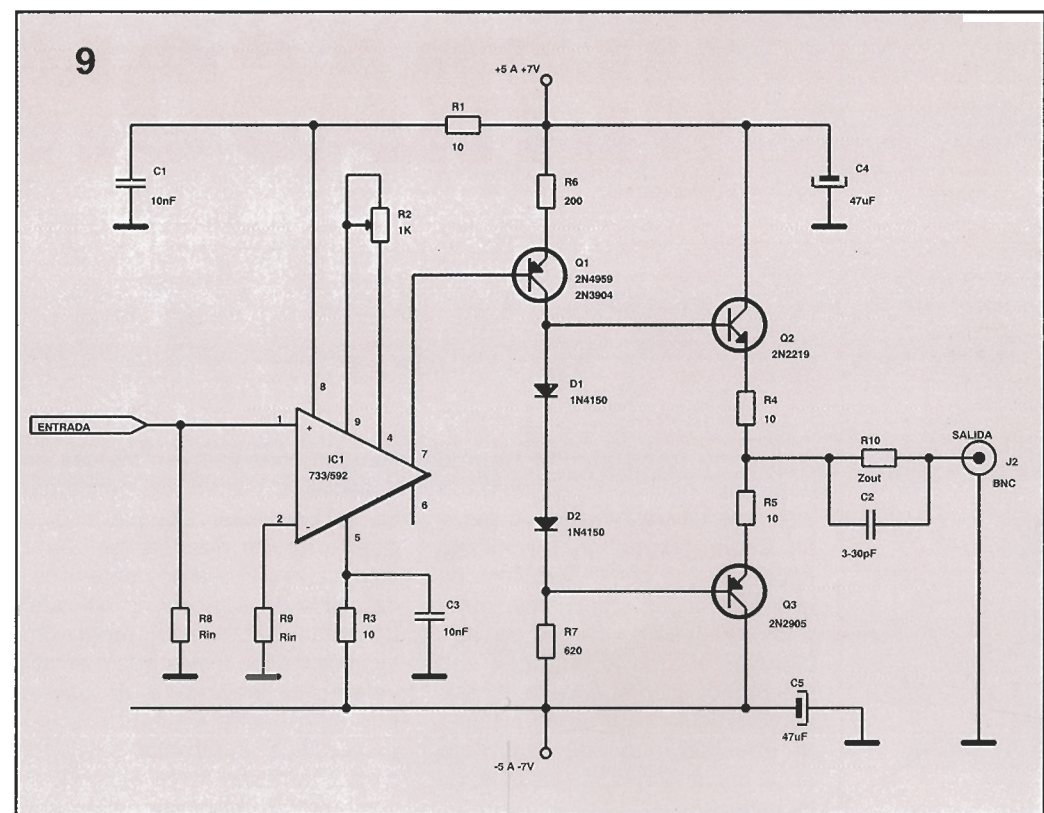 9
+5 A +7V
R1
10
C1
10nF
C4
47uF
R6
200
R2
1K
Q1
2N4959
2N3904
Q2
2N2219
8
9
4
D1
1N4150
R4
10
ENTRADA
1
+
IC1
733/592
7
6
R10
Zout
SALIDA
J2
BNC
2
-
5
D2
1N4150
R5
10
C2
3-30pF
R8
Rin
R9
Rin
R3
10
C3
10nF
R7
620
Q3
2N2905
C5
47uF
-5 A -7V